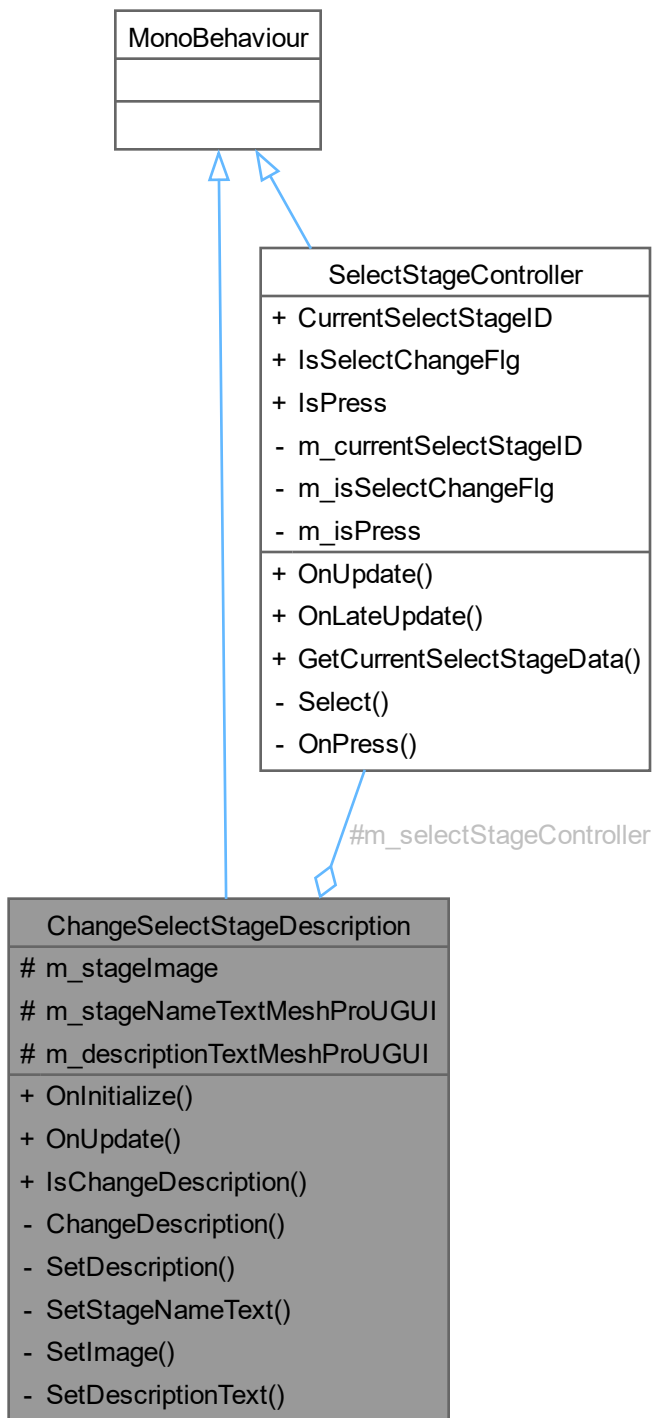 MonoBehaviour
SelectStageController
+ CurrentSelectStageID
+ IsSelectChangeFlg
+ IsPress
- m_currentSelectStageID
- m_isSelectChangeFlg
- m_isPress
+ OnUpdate()
+ OnLateUpdate()
+ GetCurrentSelectStageData()
- Select()
- OnPress()
#m_selectStageController
ChangeSelectStageDescription
# m_stageImage
# m_stageNameTextMeshProUGUI
# m_descriptionTextMeshProUGUI
+ OnInitialize()
+ OnUpdate()
+ IsChangeDescription()
- ChangeDescription()
- SetDescription()
- SetStageNameText()
- SetImage()
- SetDescriptionText()